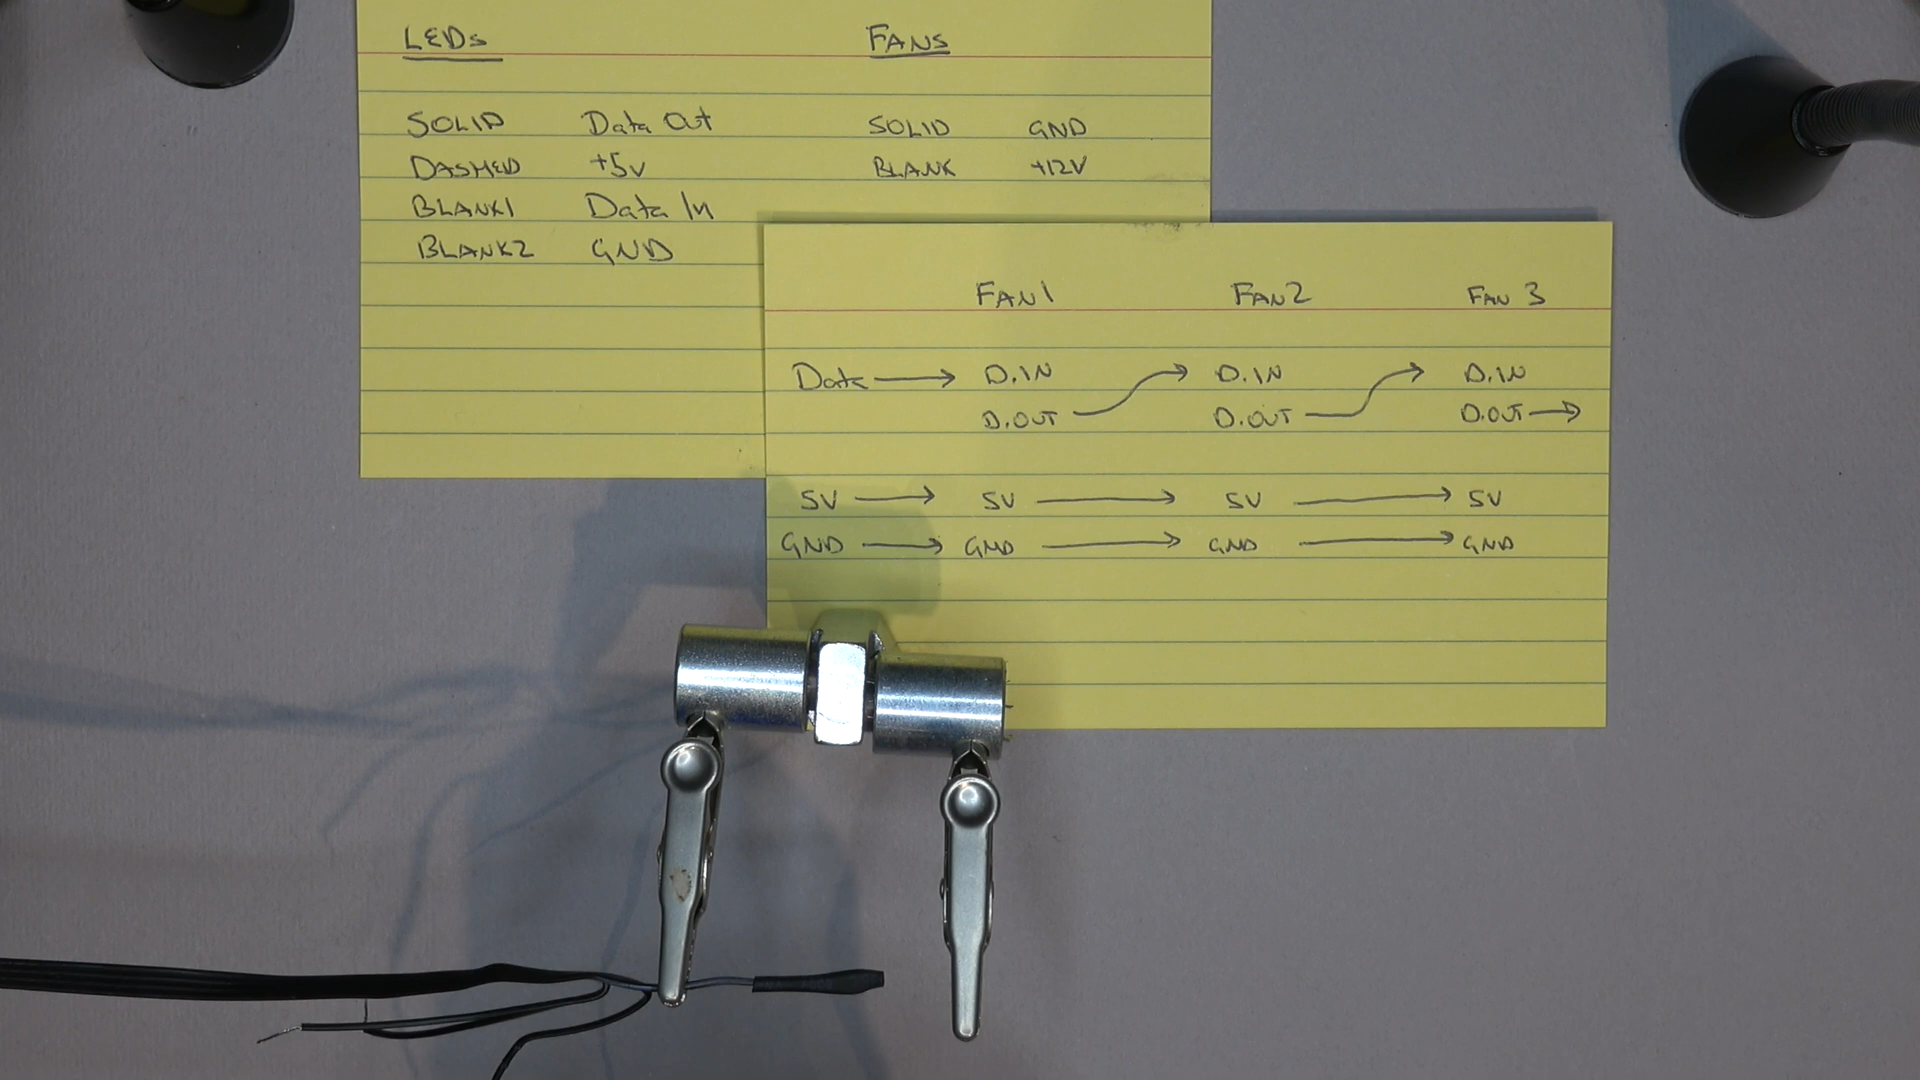 LEDs FANS
SOLID Data Out SOLID GND
DASHED +5v BLANK +12V
BLANK1 Data In
BLANK2 GND
FAN1 FAN2 FAN 3
Data → D.IN → D.IN → D.IN
D.OUT D.OUT D.OUT →
5V → 5V → 5V → 5V
GND → GND → GND → GND